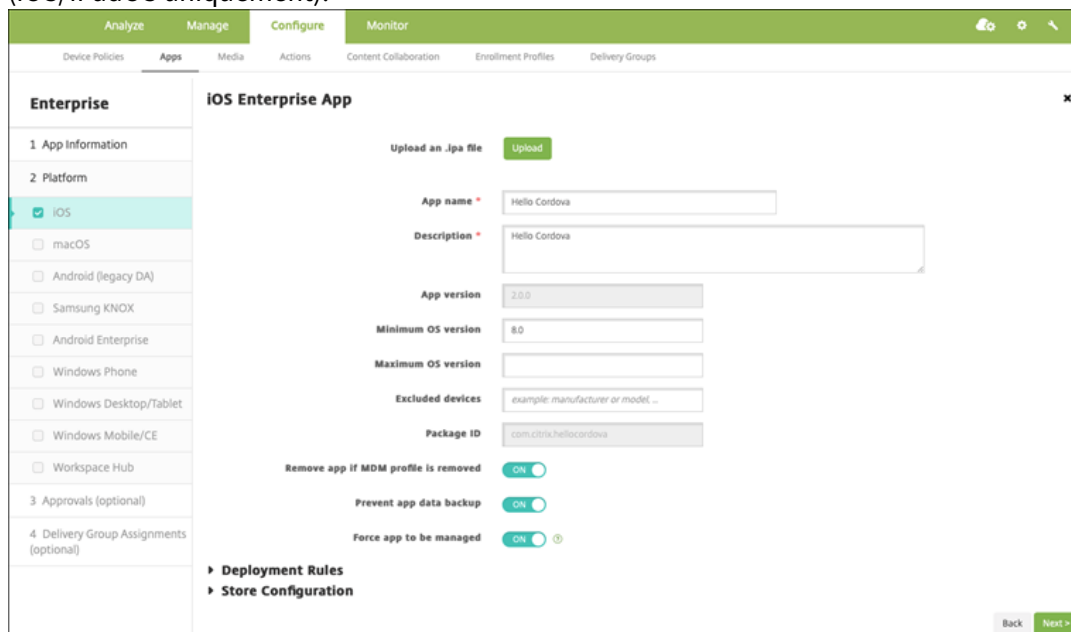 (iOS/iPadOS uniquement).
Analyze Manage Configure Monitor
Device Policies Apps Media Actions Content Collaboration Enrollment Profiles Delivery Groups
Enterprise
1 App Information
2 Platform
iOS
macOS
Android (legacy DA)
Samsung KNOX
Android Enterprise
Windows Phone
Windows Desktop/Tablet
Windows Mobile/CE
Workspace Hub
3 Approvals (optional)
4 Delivery Group Assignments
(optional)
iOS Enterprise App
Upload an .ipa file Upload
App name * Hello Cordova
Description * Hello Cordova
App version 2.0.0
Minimum OS version 8.0
Maximum OS version
Excluded devices example: manufacturer or model, ...
Package ID com.citrix.hellocordova
Remove app if MDM profile is removed ON
Prevent app data backup ON
Force app to be managed ON
Deployment Rules
Store Configuration
Back Next >